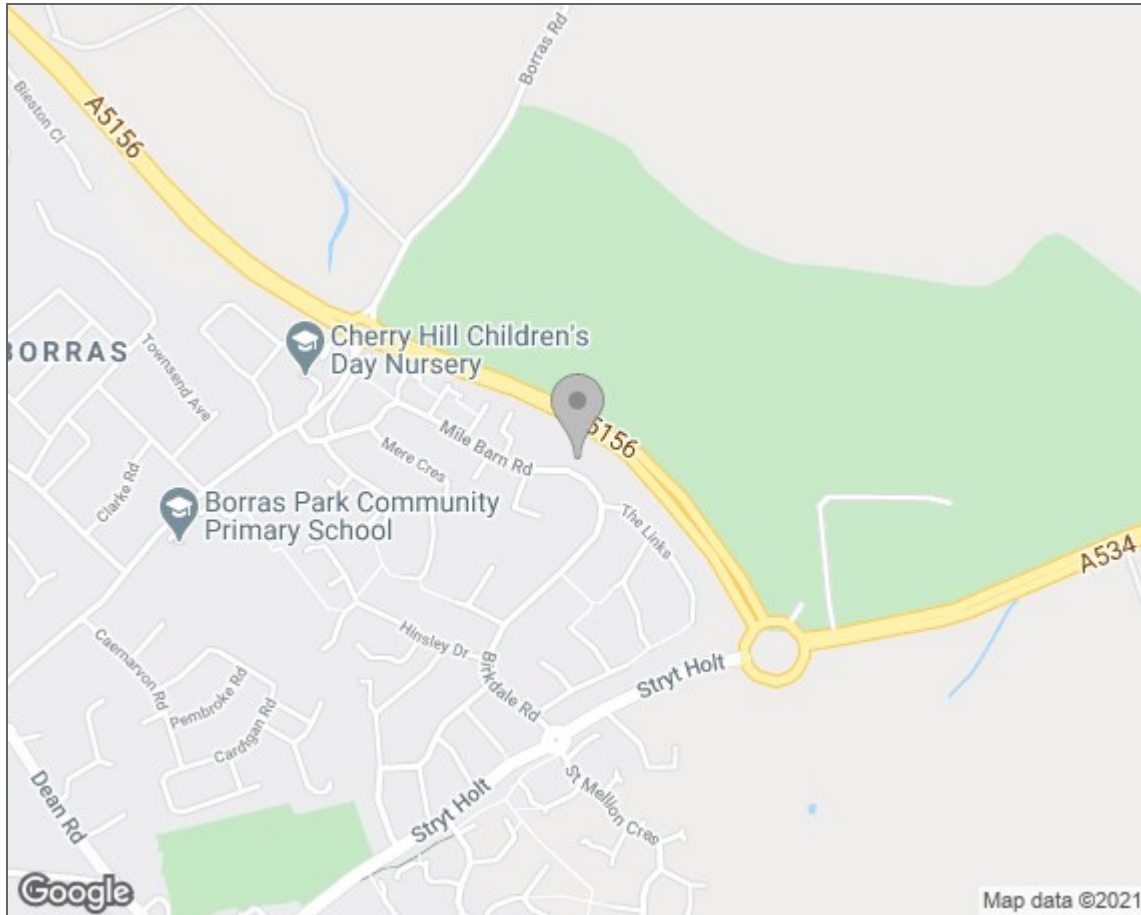 Borras Rd
A5156
Bieston Cl
BORRAS
Townsend Ave
Cherry Hill Children's
Day Nursery
5156
Mile Barn Rd
Mere Cres
Clarke Rd
Borras Park Community
Primary School
The Links
A534
Hinsley Dr
Birkdale Rd
Caernarvon Rd
Pembroke Rd
Cardigan Rd
Stryt Holt
Dean Rd
Stryt Holt
St Mellion Cres
Google
Map data ©2021